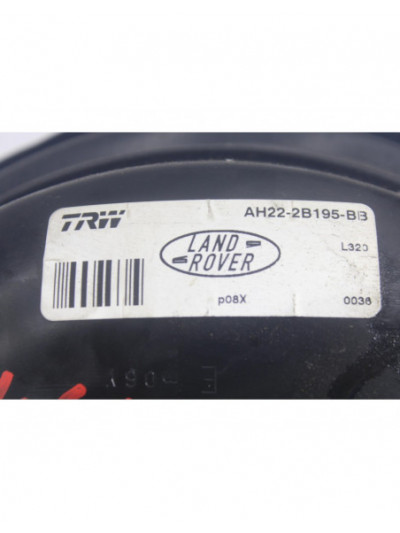 TRW
AH22-2B195-BB
L320
LAND
ROVER
p08X
0036